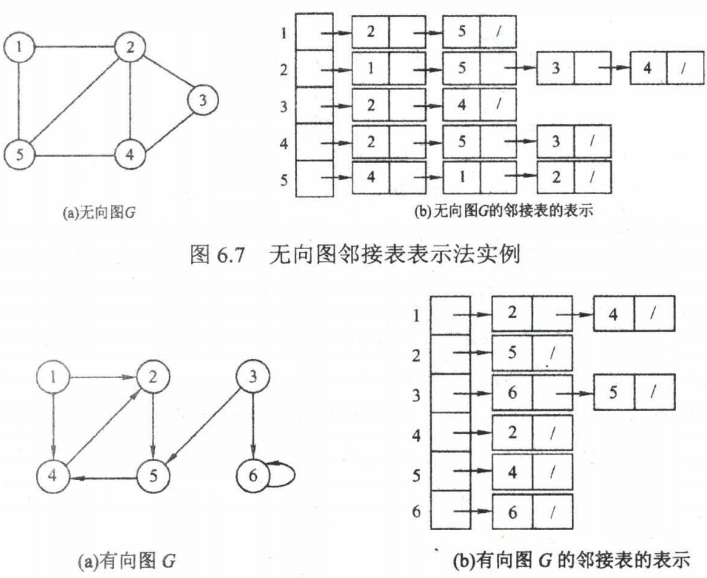 1 2
3
5 4
(a)无向图G
1 2 5 /
2 1 5 3 4 /
3 2 4 /
4 2 5 3 /
5 4 1 2 /
(b)无向图G的邻接表的表示
图 6.7 无向图邻接表表示法实例
1 2 3
4 5 6
(a)有向图 G
1 2 4 /
2 5 /
3 6 5 /
4 2 /
5 4 /
6 6 /
(b)有向图 G 的邻接表的表示